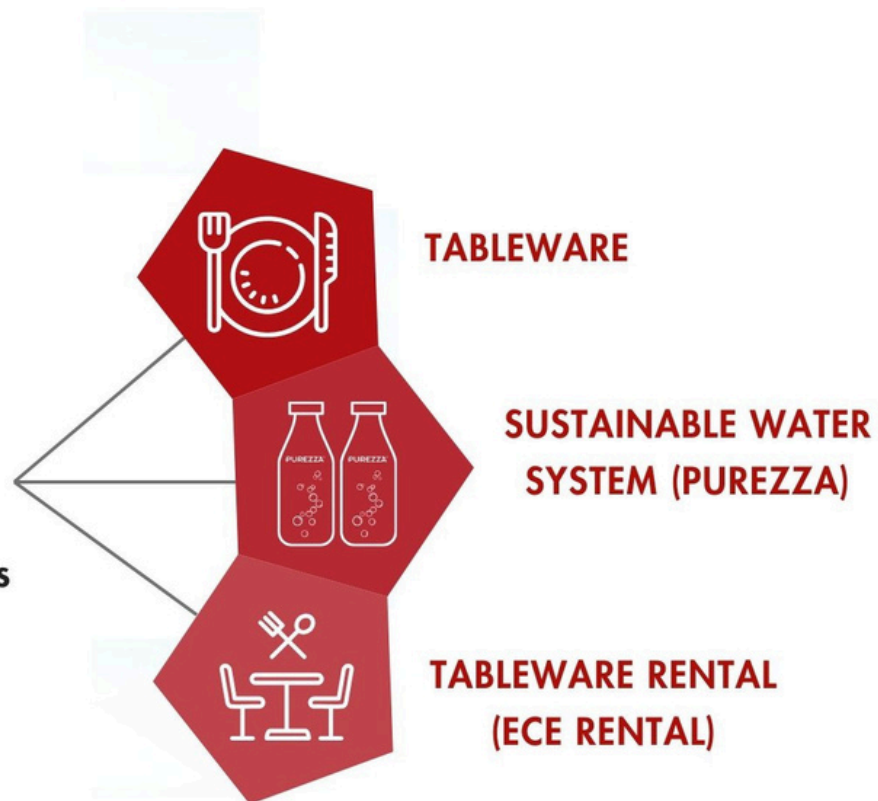 TABLEWARE
SUSTAINABLE WATER
SYSTEM (PUREZZA)
PUREZZA PUREZZA
s
TABLEWARE RENTAL
(ECE RENTAL)